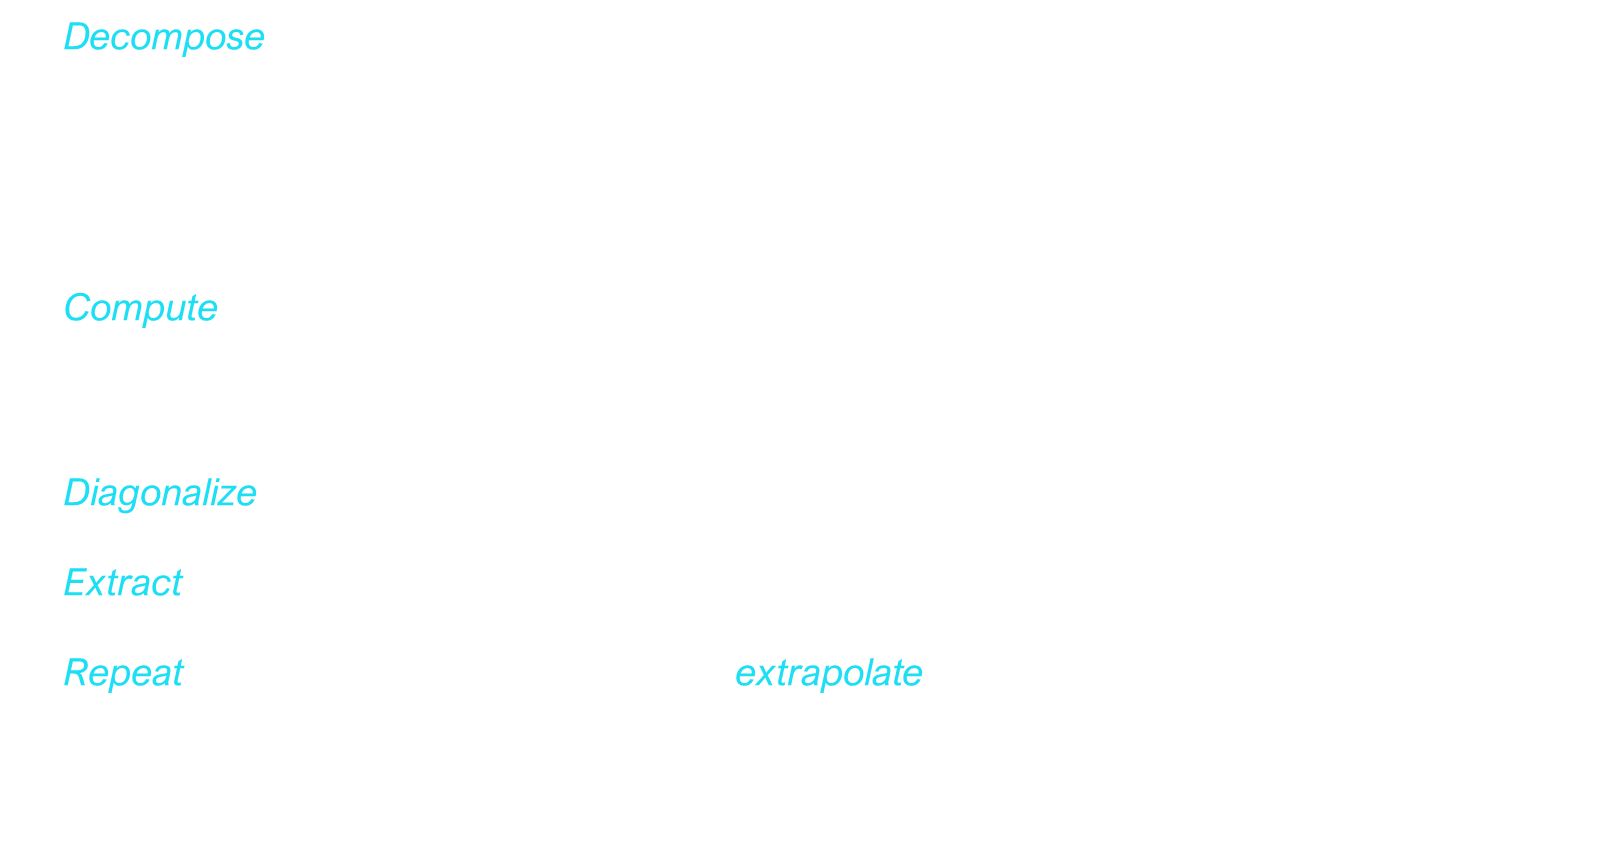 Decompose
Compute
Diagonalize
Extract
Repeat extrapolate